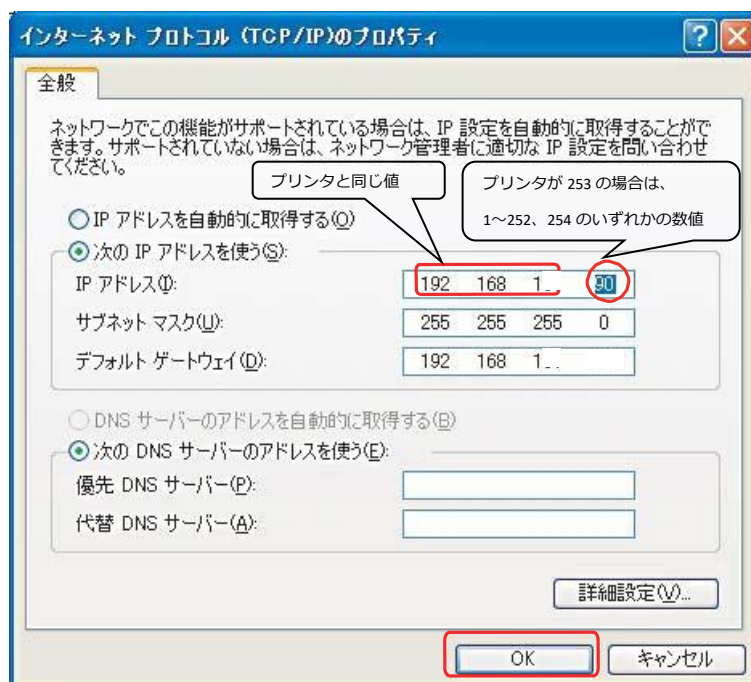 インターネット プロトコル (TCP/IP)のプロパティ
全般
ネットワークでこの機能がサポートされている場合は、IP 設定を自動的に取得することがで
きます。サポートされていない場合は、ネットワーク管理者に適切な IP 設定を問い合わせ
てください。
プリンタと同じ値
プリンタが 253 の場合は、
1～252、254 のいずれかの数値
IP アドレスを自動的に取得する(O)
次の IP アドレスを使う(S):
IP アドレス(I): 192 168 1 90
サブネット マスク(U): 255 255 255 0
デフォルト ゲートウェイ(D): 192 168 1
DNS サーバーのアドレスを自動的に取得する(B)
次の DNS サーバーのアドレスを使う(E):
優先 DNS サーバー(P):
代替 DNS サーバー(A):
詳細設定(V)...
OK キャンセル